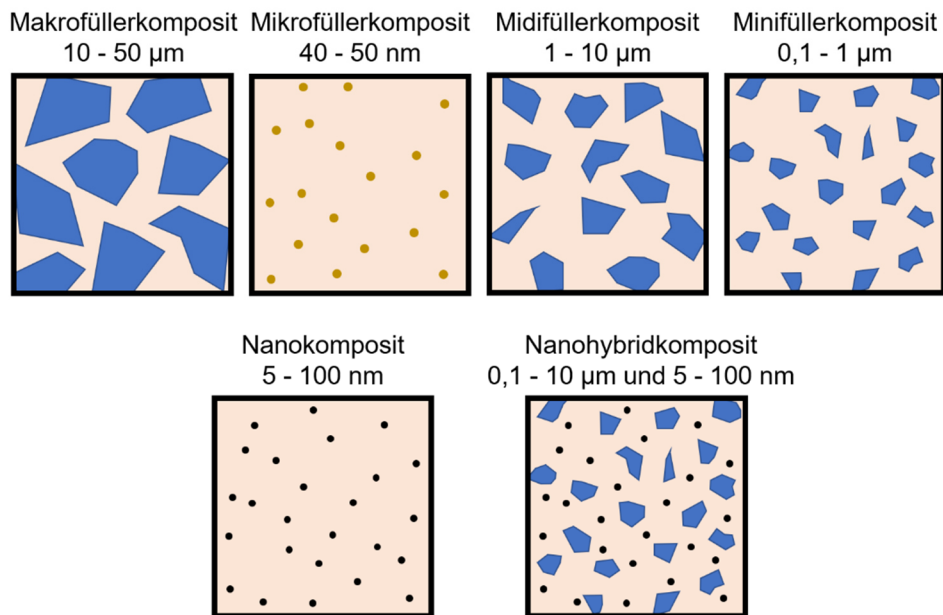 Makrofüllerkomposit
10 - 50 µm
Mikrofüllerkomposit
40 - 50 nm
Midifüllerkomposit
1 - 10 µm
Minifüllerkomposit
0,1 - 1 µm
Nanokomposit
5 - 100 nm
Nanohybridkomposit
0,1 - 10 µm und 5 - 100 nm